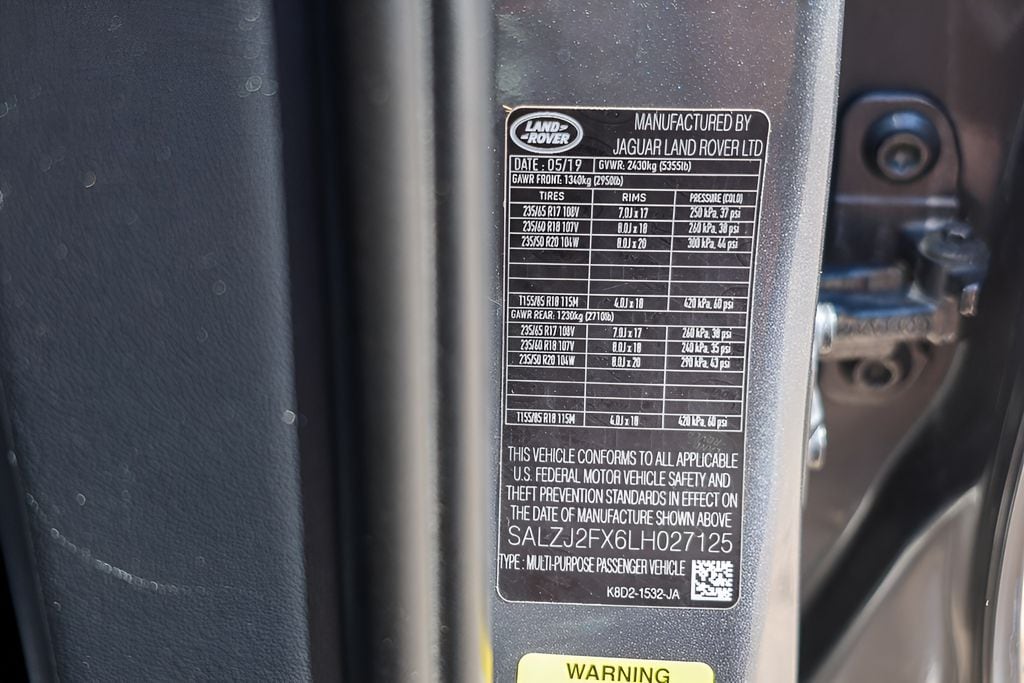 LAND ROVER
MANUFACTURED BY
JAGUAR LAND ROVER LTD
DATE : 05/19 GVWR: 2430kg (5355lb)
GAWR FRONT: 1340kg (2950lb)
TIRES RIMS PRESSURE (COLD)
235/65 R17 108V 7.0J x 17 250 kPa, 37 psi
235/60 R18 107V 8.0J x 18 260 kPa, 38 psi
235/50 R20 104W 8.0J x 20 300 kPa, 44 psi
T155/85 R18 115M 4.0J x 18 420 kPa, 60 psi
GAWR REAR: 1230kg (2710lb)
235/65 R17 108V 7.0J x 17 260 kPa, 38 psi
235/60 R18 107V 8.0J x 18 240 kPa, 35 psi
235/50 R20 104W 8.0J x 20 290 kPa, 43 psi
T155/85 R18 115M 4.0J x 18 420 kPa, 60 psi
THIS VEHICLE CONFORMS TO ALL APPLICABLE
U.S. FEDERAL MOTOR VEHICLE SAFETY AND
THEFT PREVENTION STANDARDS IN EFFECT ON
THE DATE OF MANUFACTURE SHOWN ABOVE
SALZJ2FX6LH027125
TYPE : MULTI-PURPOSE PASSENGER VEHICLE
K8D2-1532-JA
WARNING